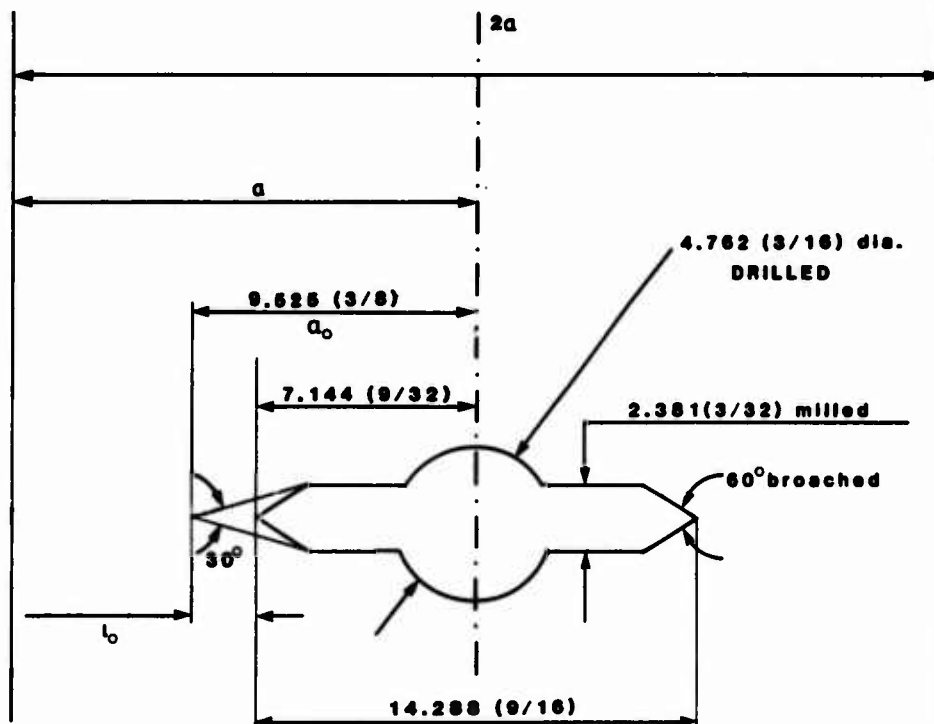 2a
a
4.762 (3/16) dia.
DRILLED
9.525 (3/8)
a₀
7.144 (9/32)
2.381(3/32) milled
60° broached
30°
l₀
14.288 (9/16)